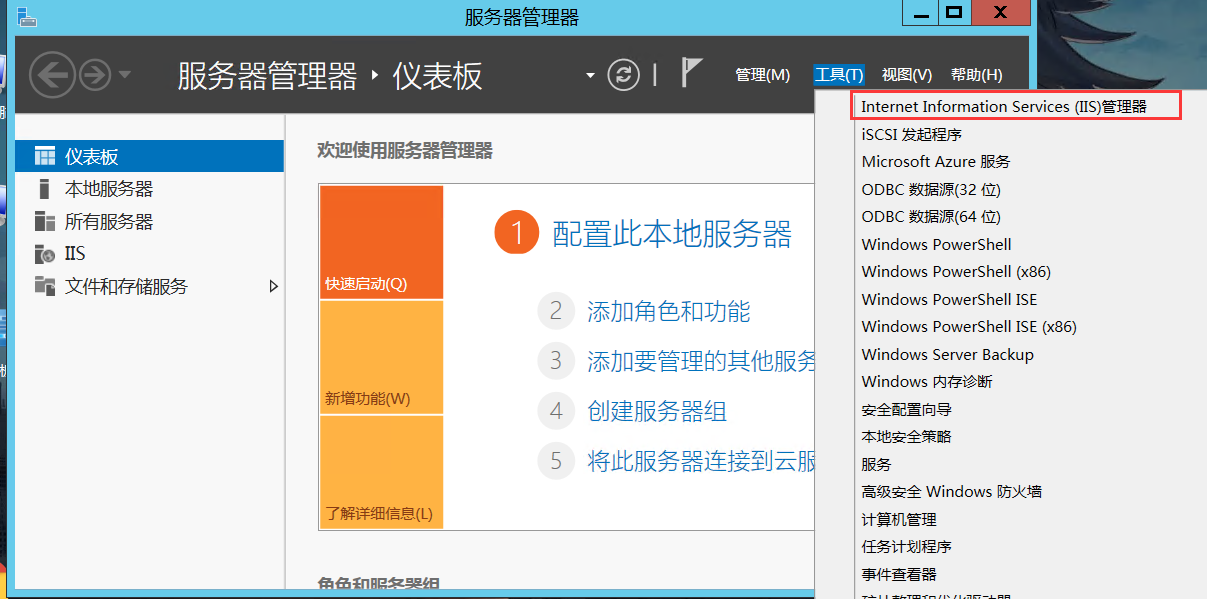 服务器管理器
服务器管理器 仪表板
管理(M) 工具(T) 视图(V) 帮助(H)
仪表板
本地服务器
所有服务器
IIS
文件和存储服务
欢迎使用服务器管理器
快速启动(Q)
新增功能(W)
了解详细信息(L)
1 配置此本地服务器
2 添加角色和功能
3 添加要管理的其他服务
4 创建服务器组
5 将此服务器连接到云服
角色和服务器组
Internet Information Services (IIS)管理器
iSCSI 发起程序
Microsoft Azure 服务
ODBC 数据源(32 位)
ODBC 数据源(64 位)
Windows PowerShell
Windows PowerShell (x86)
Windows PowerShell ISE
Windows PowerShell ISE (x86)
Windows Server Backup
Windows 内存诊断
安全配置向导
本地安全策略
服务
高级安全 Windows 防火墙
计算机管理
任务计划程序
事件查看器